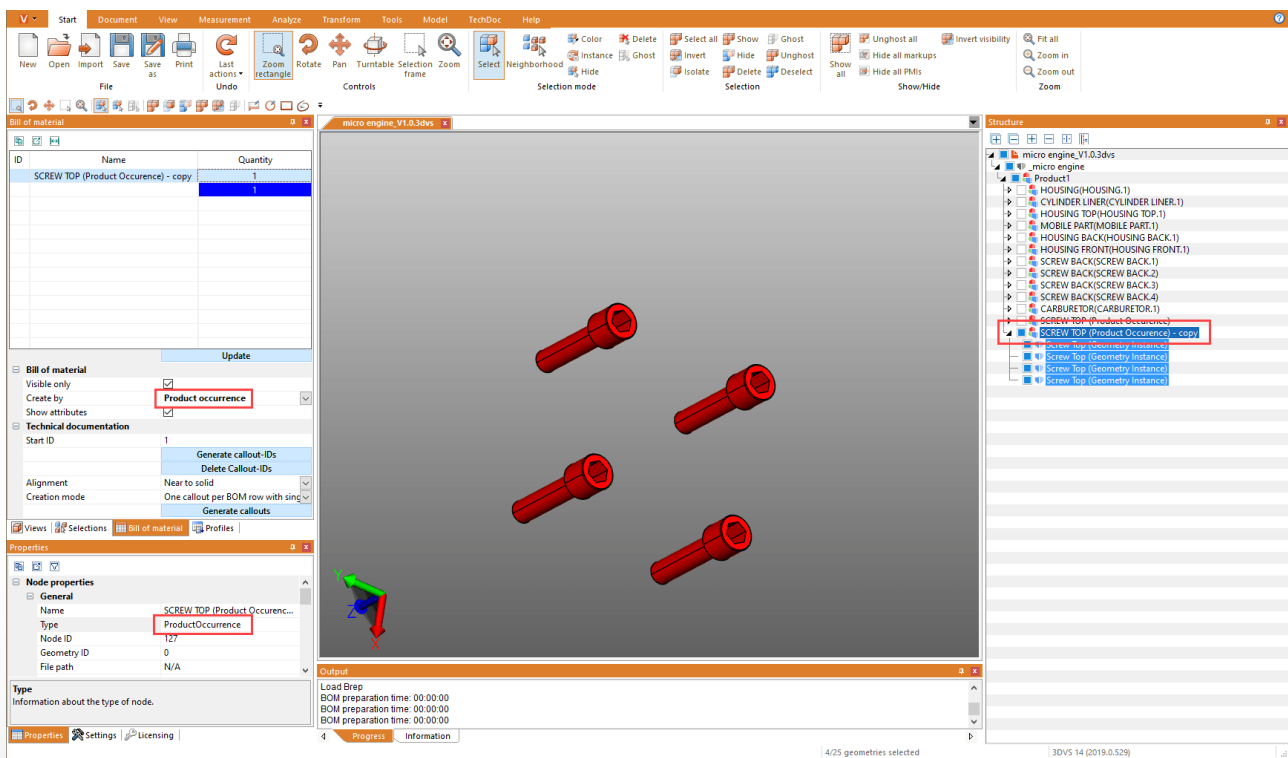 V Start Document View Measurement Analyze Transform Tools Model TechDoc Help
Color Delete Select all Show Ghost Unghost all Invert visibility Fit all
Instance Ghost Invert Hide Unghost Hide all markups Zoom in
Hide Isolate Delete Deselect Hide all PMIs Zoom out
New Open Import Save Save as Print Last actions Zoom rectangle Rotate Pan Turntable Selection frame Zoom Select Neighborhood Show all
File Undo Controls Selection mode Selection Show/Hide Zoom
Bill of material
ID Name Quantity
SCREW TOP (Product Occurence) - copy 1
1
Update
Bill of material
Visible only
Create by Product occurrence
Show attributes
Technical documentation
Start ID 1
Generate callout-IDs
Delete Callout-IDs
Alignment Near to solid
Creation mode One callout per BOM row with sing
Generate callouts
Views Selections Bill of material Profiles
Properties
Node properties
General
Name SCREW TOP (Product Occurenc...
Type ProductOccurrence
Node ID 127
Geometry ID 0
File path N/A
Type
Information about the type of node.
Properties Settings Licensing
micro engine_V1.0.3dvs
Y
Z
X
Output
Load Brep
BOM preparation time: 00:00:00
BOM preparation time: 00:00:00
BOM preparation time: 00:00:00
Progress Information
Structure
micro engine_V1.0.3dvs
_micro engine
Product1
HOUSING(HOUSING.1)
CYLINDER LINER(CYLINDER LINER.1)
HOUSING TOP(HOUSING TOP.1)
MOBILE PART(MOBILE PART.1)
HOUSING BACK(HOUSING BACK.1)
HOUSING FRONT(HOUSING FRONT.1)
SCREW BACK(SCREW BACK.1)
SCREW BACK(SCREW BACK.2)
SCREW BACK(SCREW BACK.3)
SCREW BACK(SCREW BACK.4)
CARBURETOR(CARBURETOR.1)
SCREW TOP (Product Occurence)
SCREW TOP (Product Occurence) - copy
Screw Top (Geometry Instance)
Screw Top (Geometry Instance)
Screw Top (Geometry Instance)
Screw Top (Geometry Instance)
4/25 geometries selected
3DVS 14 (2019.0.529)